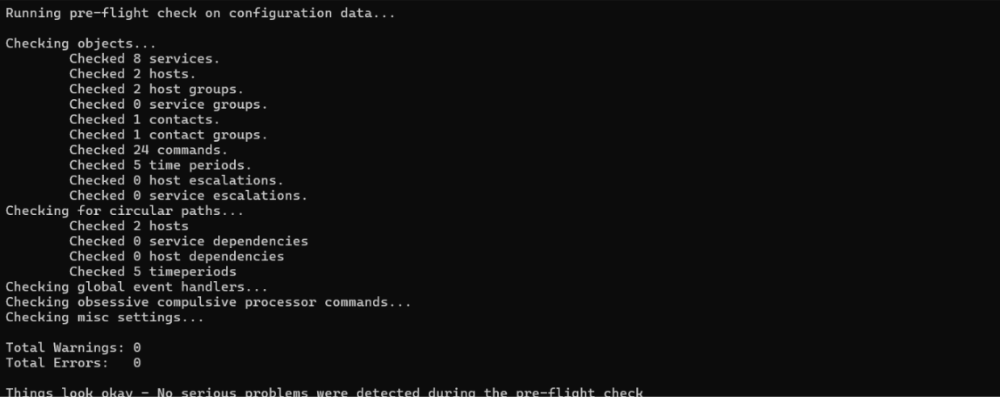 Running pre-flight check on configuration data...
Checking objects...
Checked 8 services.
Checked 2 hosts.
Checked 2 host groups.
Checked 0 service groups.
Checked 1 contacts.
Checked 1 contact groups.
Checked 24 commands.
Checked 5 time periods.
Checked 0 host escalations.
Checked 0 service escalations.
Checking for circular paths...
Checked 2 hosts
Checked 0 service dependencies
Checked 0 host dependencies
Checked 5 timeperiods
Checking global event handlers...
Checking obsessive compulsive processor commands...
Checking misc settings...
Total Warnings: 0
Total Errors:   0
Things look okay - No serious problems were detected during the pre-flight check